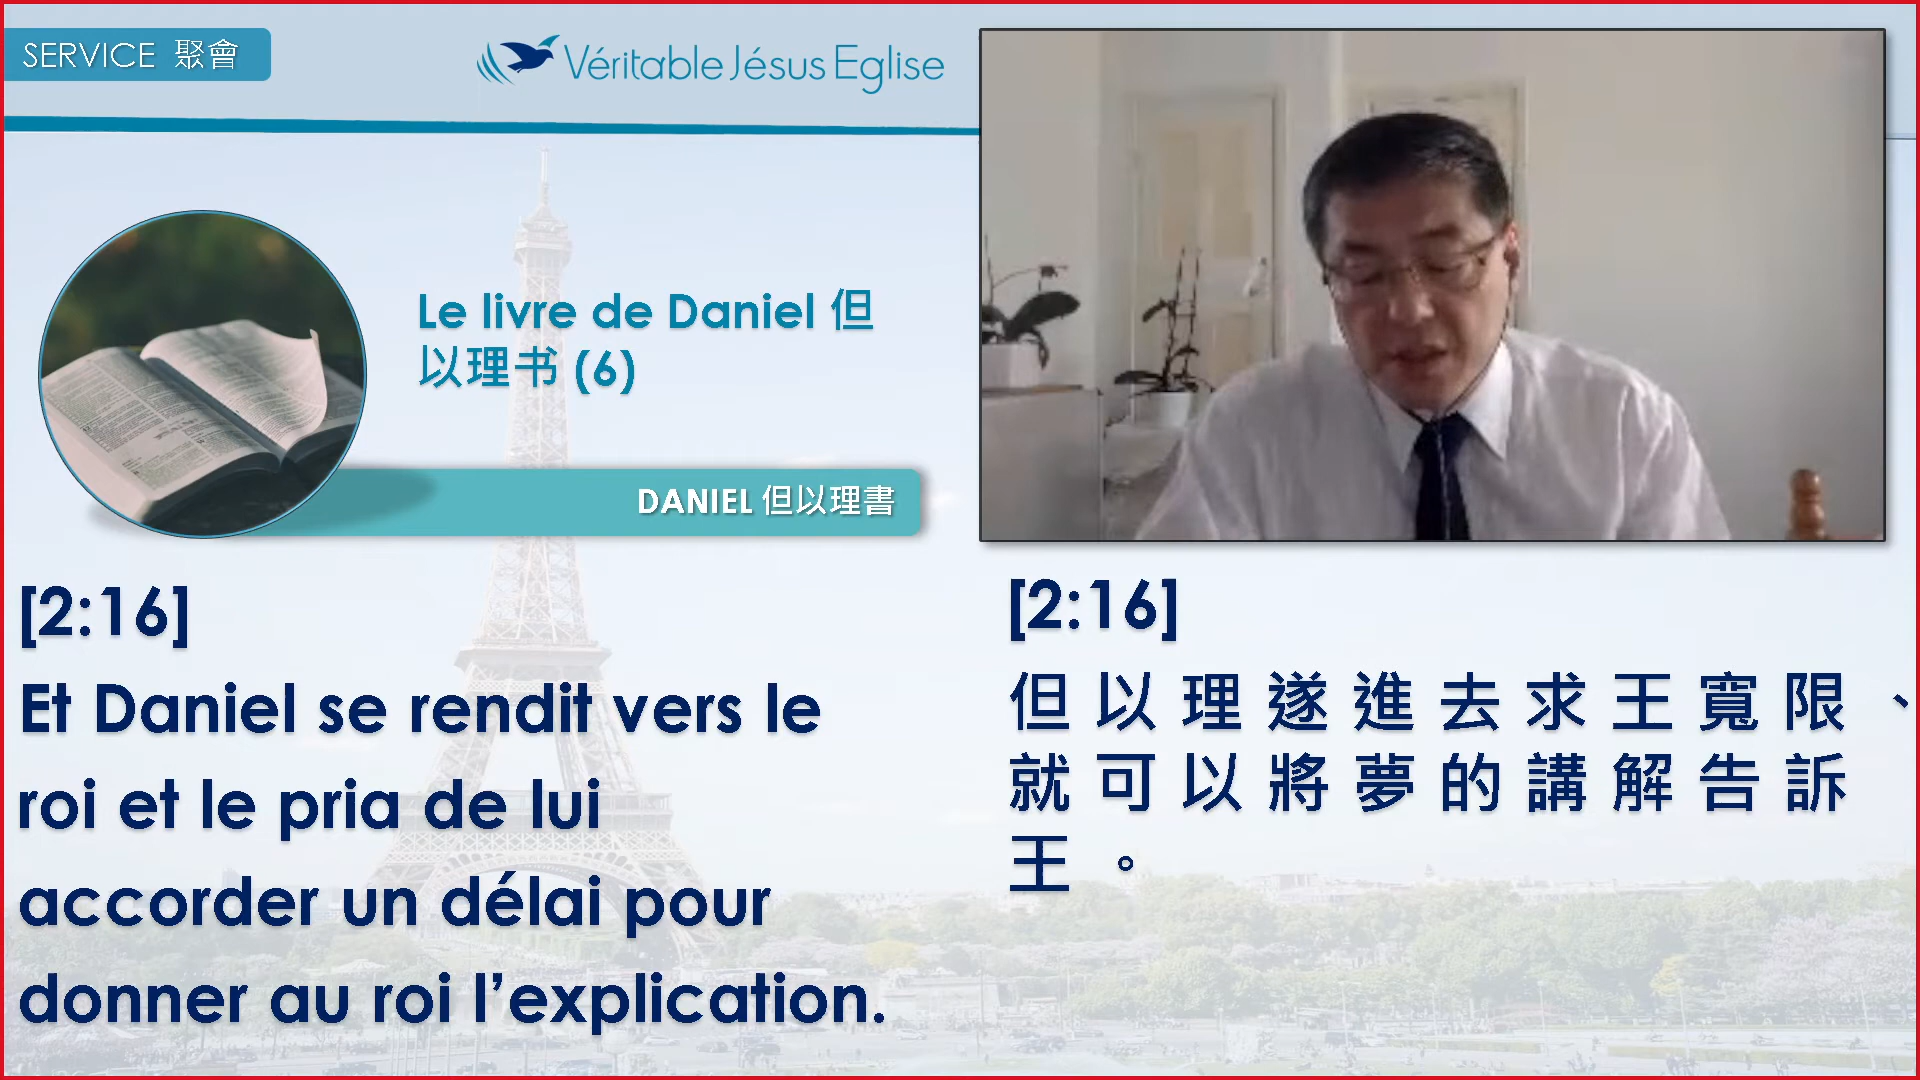 SERVICE 聚會
Véritable Jésus Eglise
Le livre de Daniel 但
以理书 (6)
DANIEL 但以理書
[2:16]
Et Daniel se rendit vers le
roi et le pria de lui
accorder un délai pour
donner au roi l’explication.
[2:16]
但以理遂進去求王寬限、
就可以將夢的講解告訴
王。